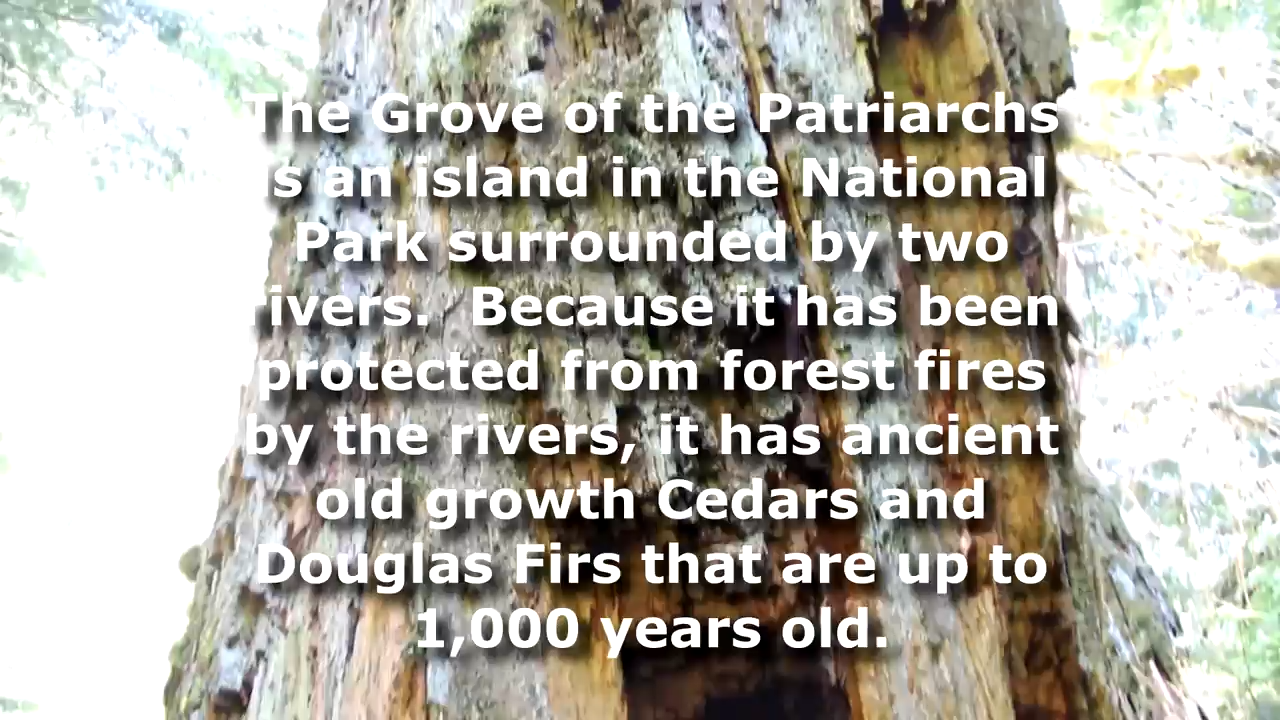 The Grove of the Patriarchs
is an island in the National
Park surrounded by two
rivers.  Because it has been
protected from forest fires
by the rivers, it has ancient
old growth Cedars and
Douglas Firs that are up to
1,000 years old.